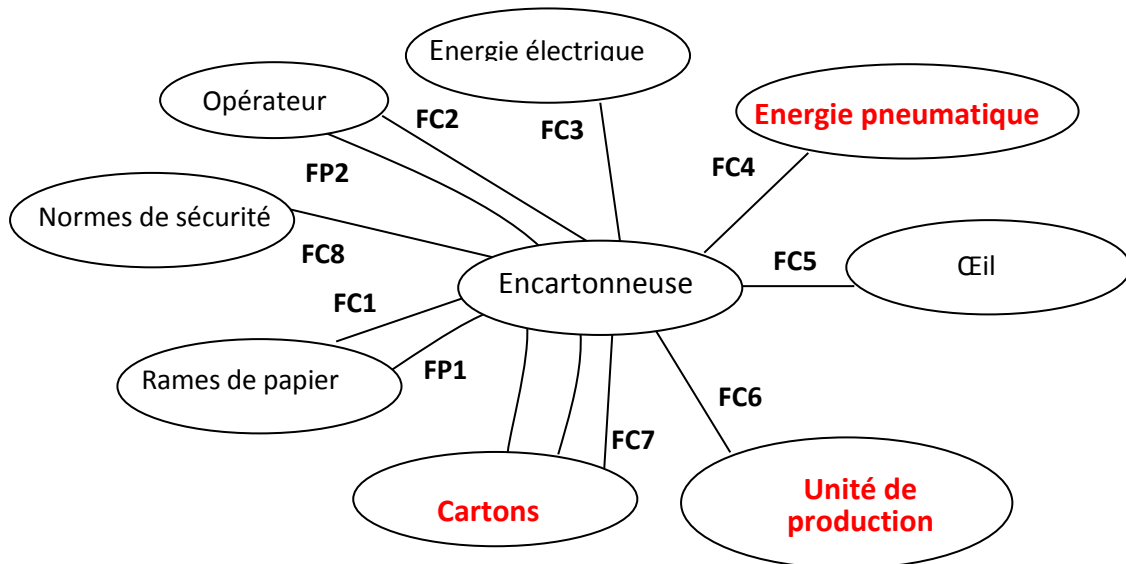 Energie électrique
Opérateur
FC2
FC3
Energie pneumatique
FP2
FC4
Normes de sécurité
FC8
FC5
Œil
Encartonneuse
FC1
Rames de papier
FP1
FC6
FC7
Cartons
Unité de
production